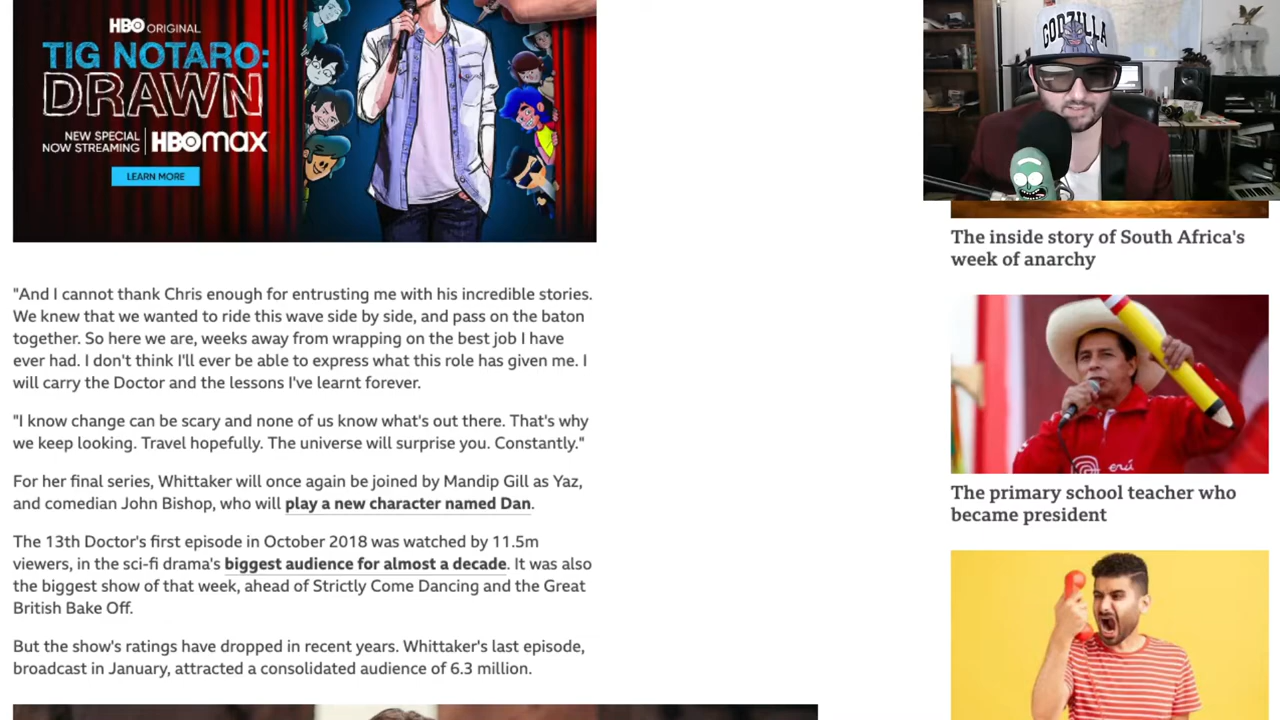 HBO ORIGINAL
TIG NOTARO:
DRAWN
NEW SPECIAL
NOW STREAMING
HBOMAX
LEARN MORE
GODZILLA
The inside story of South Africa's
week of anarchy
"And I cannot thank Chris enough for entrusting me with his incredible stories.
We knew that we wanted to ride this wave side by side, and pass on the baton
together. So here we are, weeks away from wrapping on the best job I have
ever had. I don't think I'll ever be able to express what this role has given me. I
will carry the Doctor and the lessons I've learnt forever.
"I know change can be scary and none of us know what's out there. That's why
we keep looking. Travel hopefully. The universe will surprise you. Constantly."
For her final series, Whittaker will once again be joined by Mandip Gill as Yaz,
and comedian John Bishop, who will play a new character named Dan.
The 13th Doctor's first episode in October 2018 was watched by 11.5m
viewers, in the sci-fi drama's biggest audience for almost a decade. It was also
the biggest show of that week, ahead of Strictly Come Dancing and the Great
British Bake Off.
But the show's ratings have dropped in recent years. Whittaker's last episode,
broadcast in January, attracted a consolidated audience of 6.3 million.
The primary school teacher who
became president